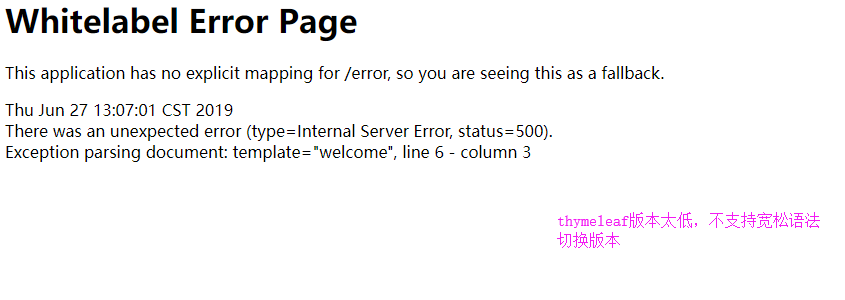 Whitelabel Error Page
This application has no explicit mapping for /error, so you are seeing this as a fallback.
Thu Jun 27 13:07:01 CST 2019
There was an unexpected error (type=Internal Server Error, status=500).
Exception parsing document: template="welcome", line 6 - column 3
thymeleaf版本太低，不支持宽松语法
切换版本